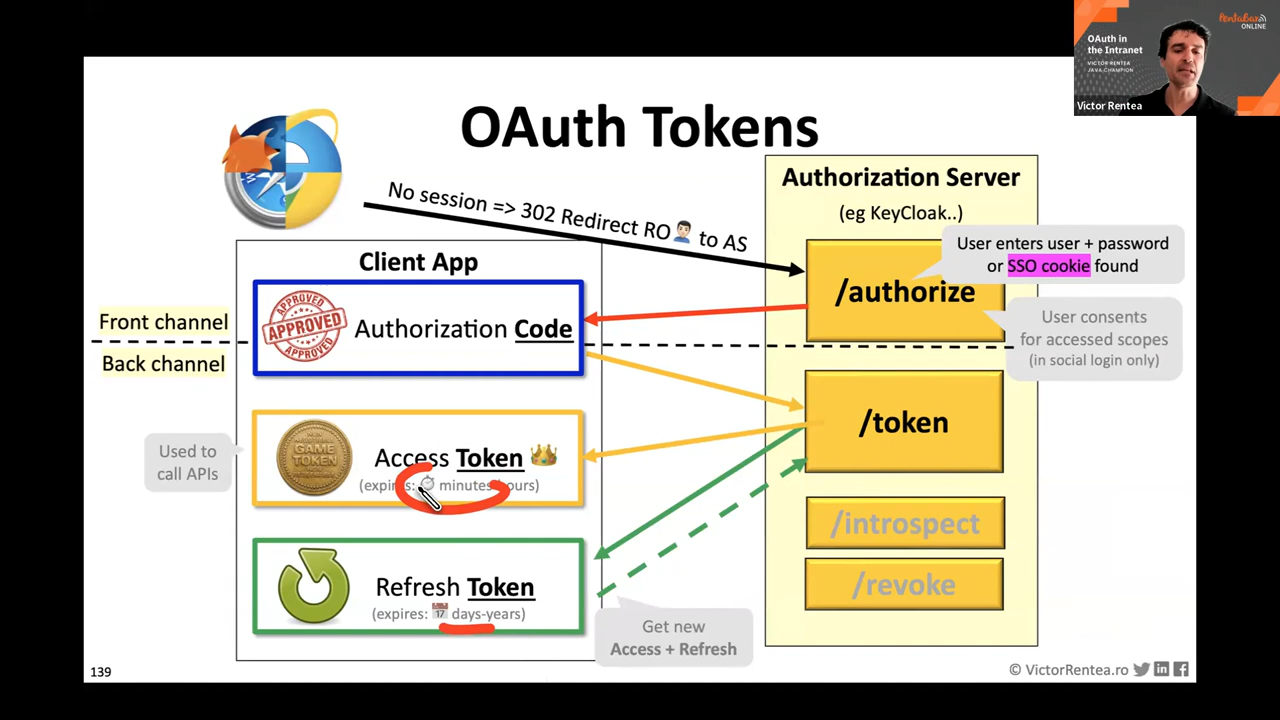 OAuth Tokens
PentaBar
ONLINE
OAuth in
the Intranet
VICTOR RENTEA
JAVA CHAMPION
Victor Rentea
No session => 302 Redirect RO to AS
Authorization Server
(eg KeyCloak..)
User enters user + password
or SSO cookie found
/authorize
User consents
for accessed scopes
(in social login only)
Client App
Front channel
Back channel
APPROVED
APPROVED
APPROVED
Authorization Code
/token
Used to
call APIs
GAME
TOKEN
Access Token
(expires: minutes-hours)
/introspect
/revoke
Refresh Token
(expires: 17 days-years)
Get new
Access + Refresh
139
© VictorRentea.ro